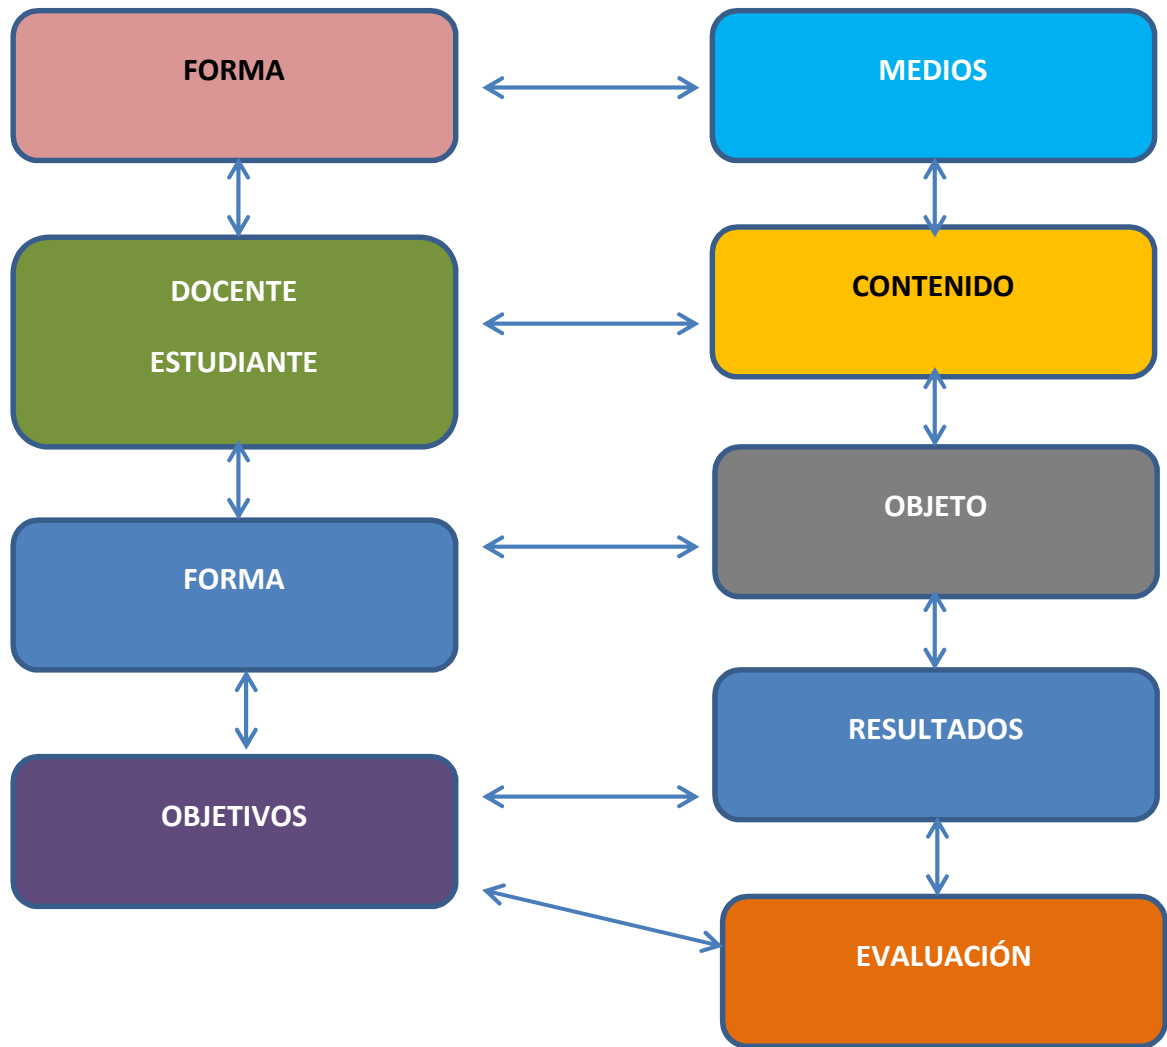 FORMA
MEDIOS
DOCENTE
ESTUDIANTE
CONTENIDO
FORMA
OBJETO
OBJETIVOS
RESULTADOS
EVALUACIÓN